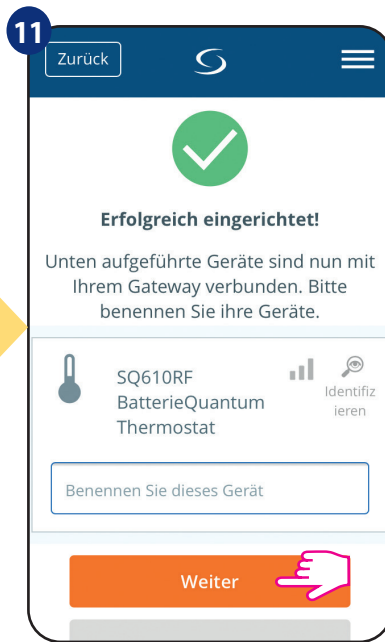 11
Zurück
Erfolgreich eingerichtet!
Unten aufgeführte Geräte sind nun mit
Ihrem Gateway verbunden. Bitte
benennen Sie ihre Geräte.
SQ610RF
BatterieQuantum
Thermostat
Identifiz
ieren
Benennen Sie dieses Gerät
Weiter